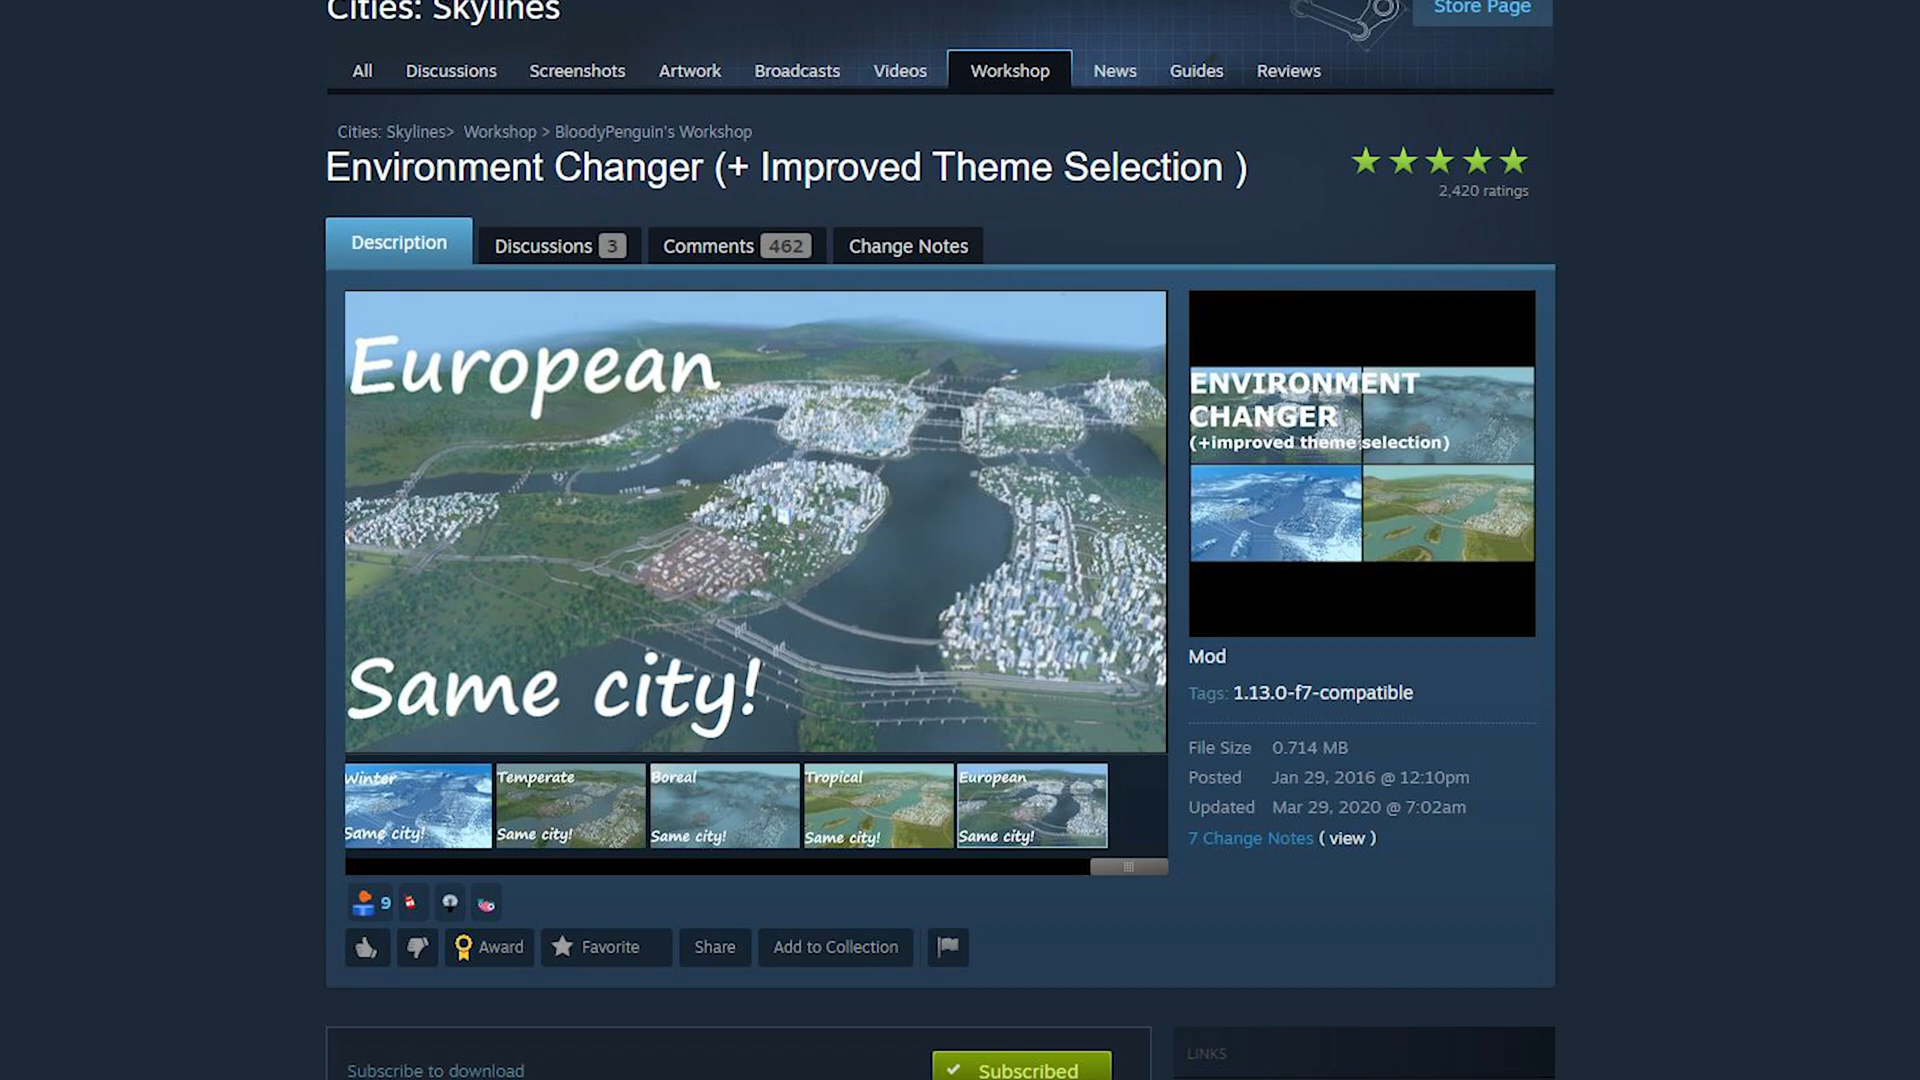 Cities: Skylines
Store Page
All Discussions Screenshots Artwork Broadcasts Videos Workshop News Guides Reviews
Cities: Skylines> Workshop > BloodyPenguin's Workshop
Environment Changer (+ Improved Theme Selection )
2,420 ratings
Description Discussions 3 Comments 462 Change Notes
European
Same city!
ENVIRONMENT
CHANGER
(+improved theme selection)
Mod
Tags: 1.13.0-f7-compatible
File Size 0.714 MB
Posted Jan 29, 2016 @ 12:10pm
Updated Mar 29, 2020 @ 7:02am
7 Change Notes ( view )
Winter
Same city!
Temperate
Same city!
Boreal
Same city!
Tropical
Same city!
European
Same city!
9
Award Favorite Share Add to Collection
Subscribe to download
Subscribed
LINKS